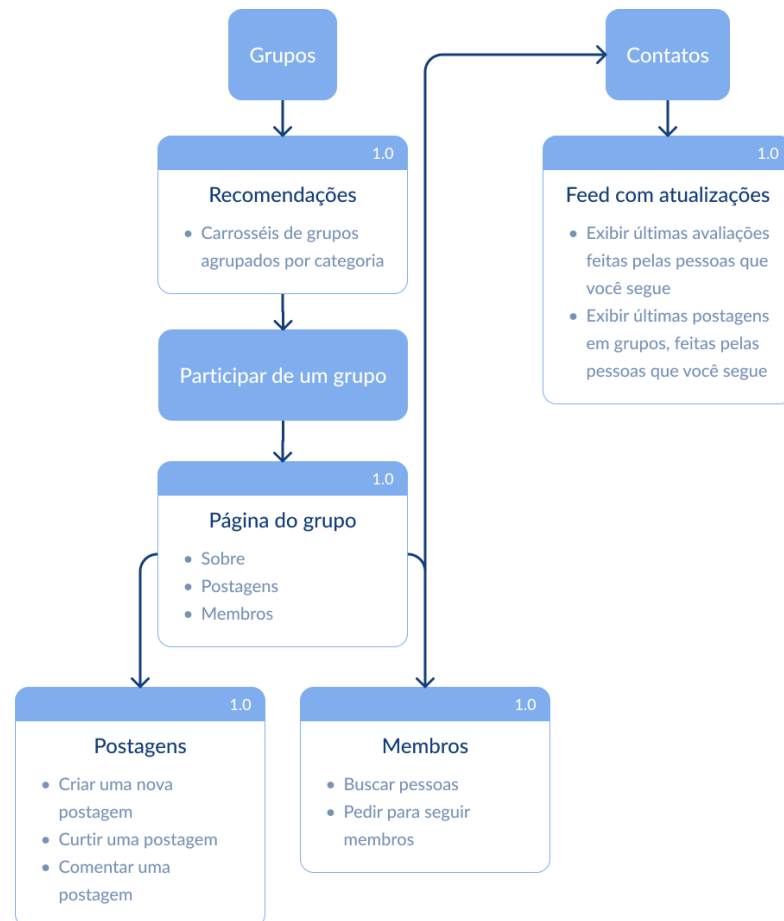 Grupos
Contatos
1.0
Recomendações
• Carrosséis de grupos
agrupados por categoria
1.0
Feed com atualizações
• Exibir últimas avaliações
feitas pelas pessoas que
você segue
• Exibir últimas postagens
em grupos, feitas pelas
pessoas que você segue
Participar de um grupo
1.0
Página do grupo
• Sobre
• Postagens
• Membros
1.0
Postagens
• Criar uma nova
postagem
• Curtir uma postagem
• Comentar uma
postagem
1.0
Membros
• Buscar pessoas
• Pedir para seguir
membros